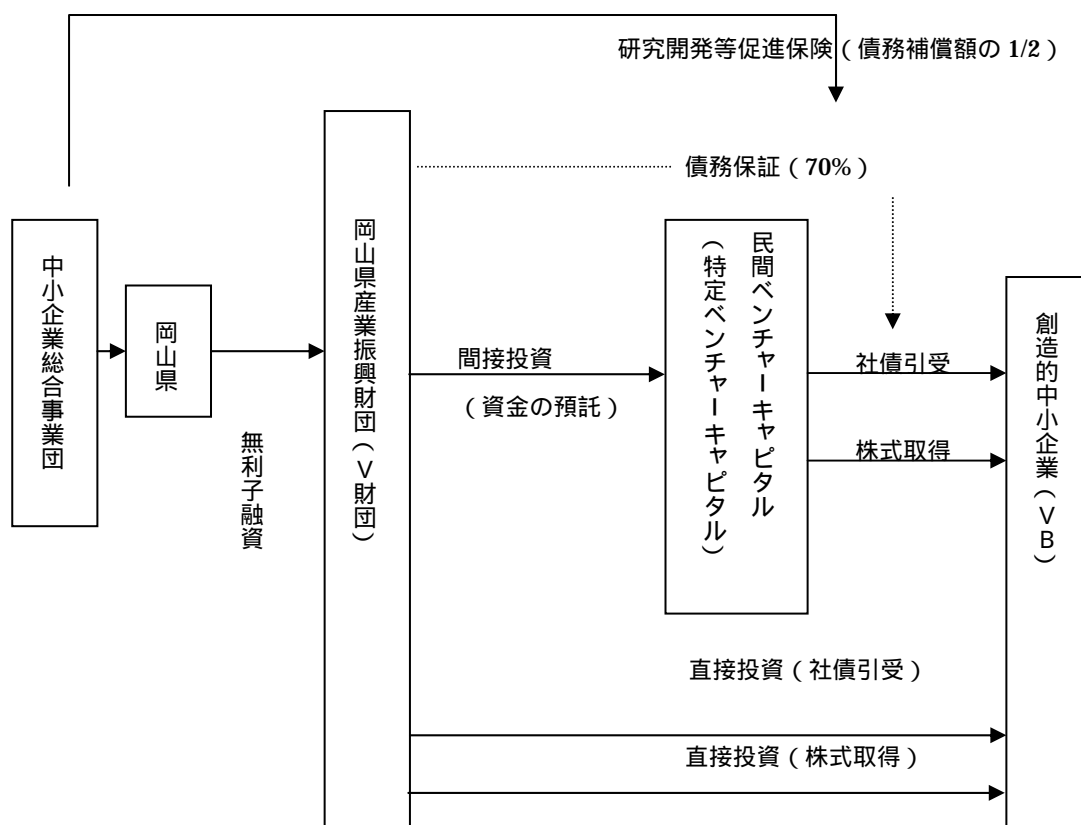 研究開発等促進保険(債務補償額の 1/2)
債務保証(70%)
中小企業総合事業団
岡山県
無利子融資
岡山県産業振興財団(V財団)
間接投資
(資金の預託)
民間ベンチャーキャピタル
(特定ベンチャーキャピタル)
社債引受
株式取得
創造的中小企業(VB)
直接投資(社債引受)
直接投資(株式取得)